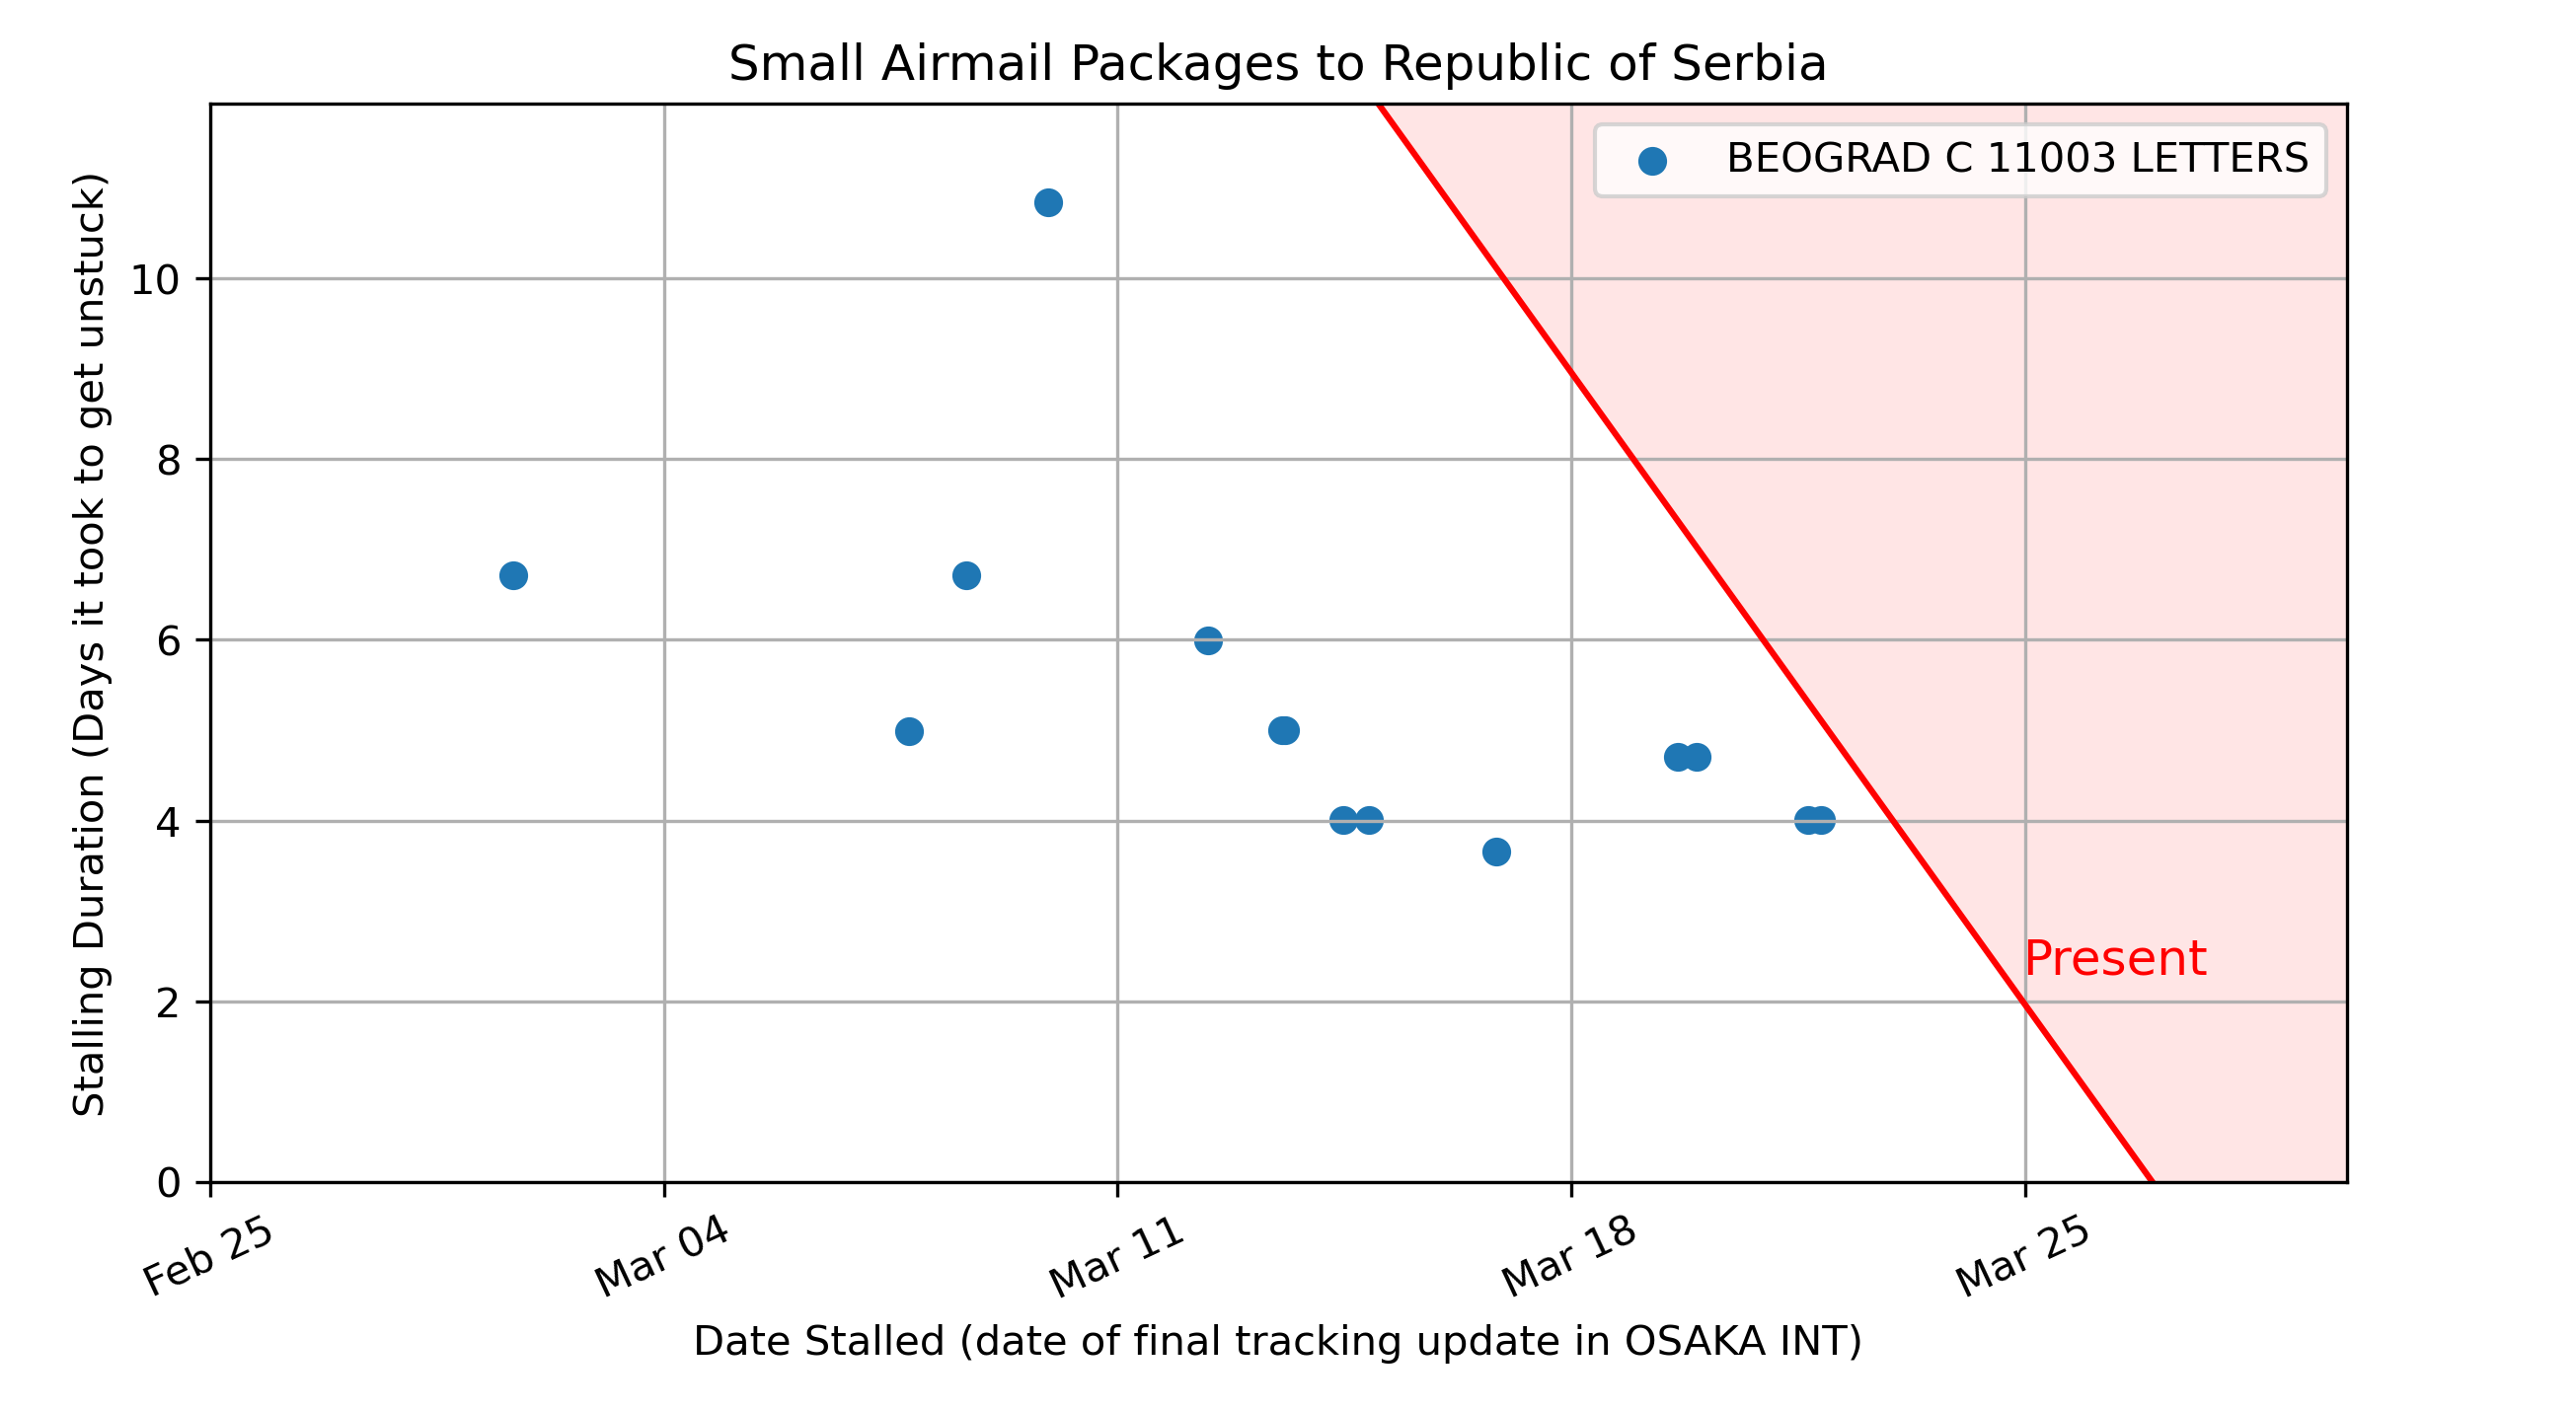 Small Airmail Packages to Republic of Serbia
BEOGRAD C 11003 LETTERS
Stalling Duration (Days it took to get unstuck)
10
8
6
4
2
0
Present
Feb 25
Mar 04
Mar 11
Mar 18
Mar 25
Date Stalled (date of final tracking update in OSAKA INT)